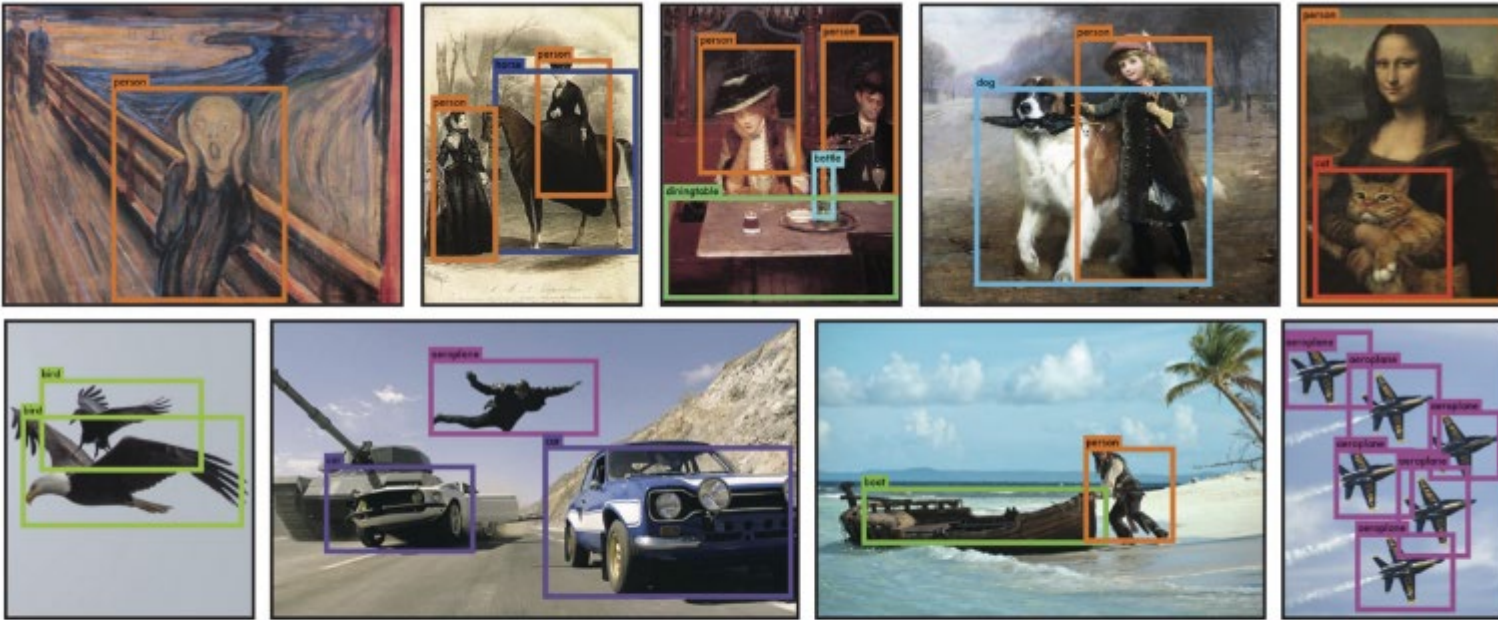 person
person
horse
person
person
person
bottle
diningtable
person
dog
person
cat
bird
bird
aeroplane
car
car
person
boat
aeroplane
aeroplane
aeroplane
aeroplane
aeroplane
aeroplane